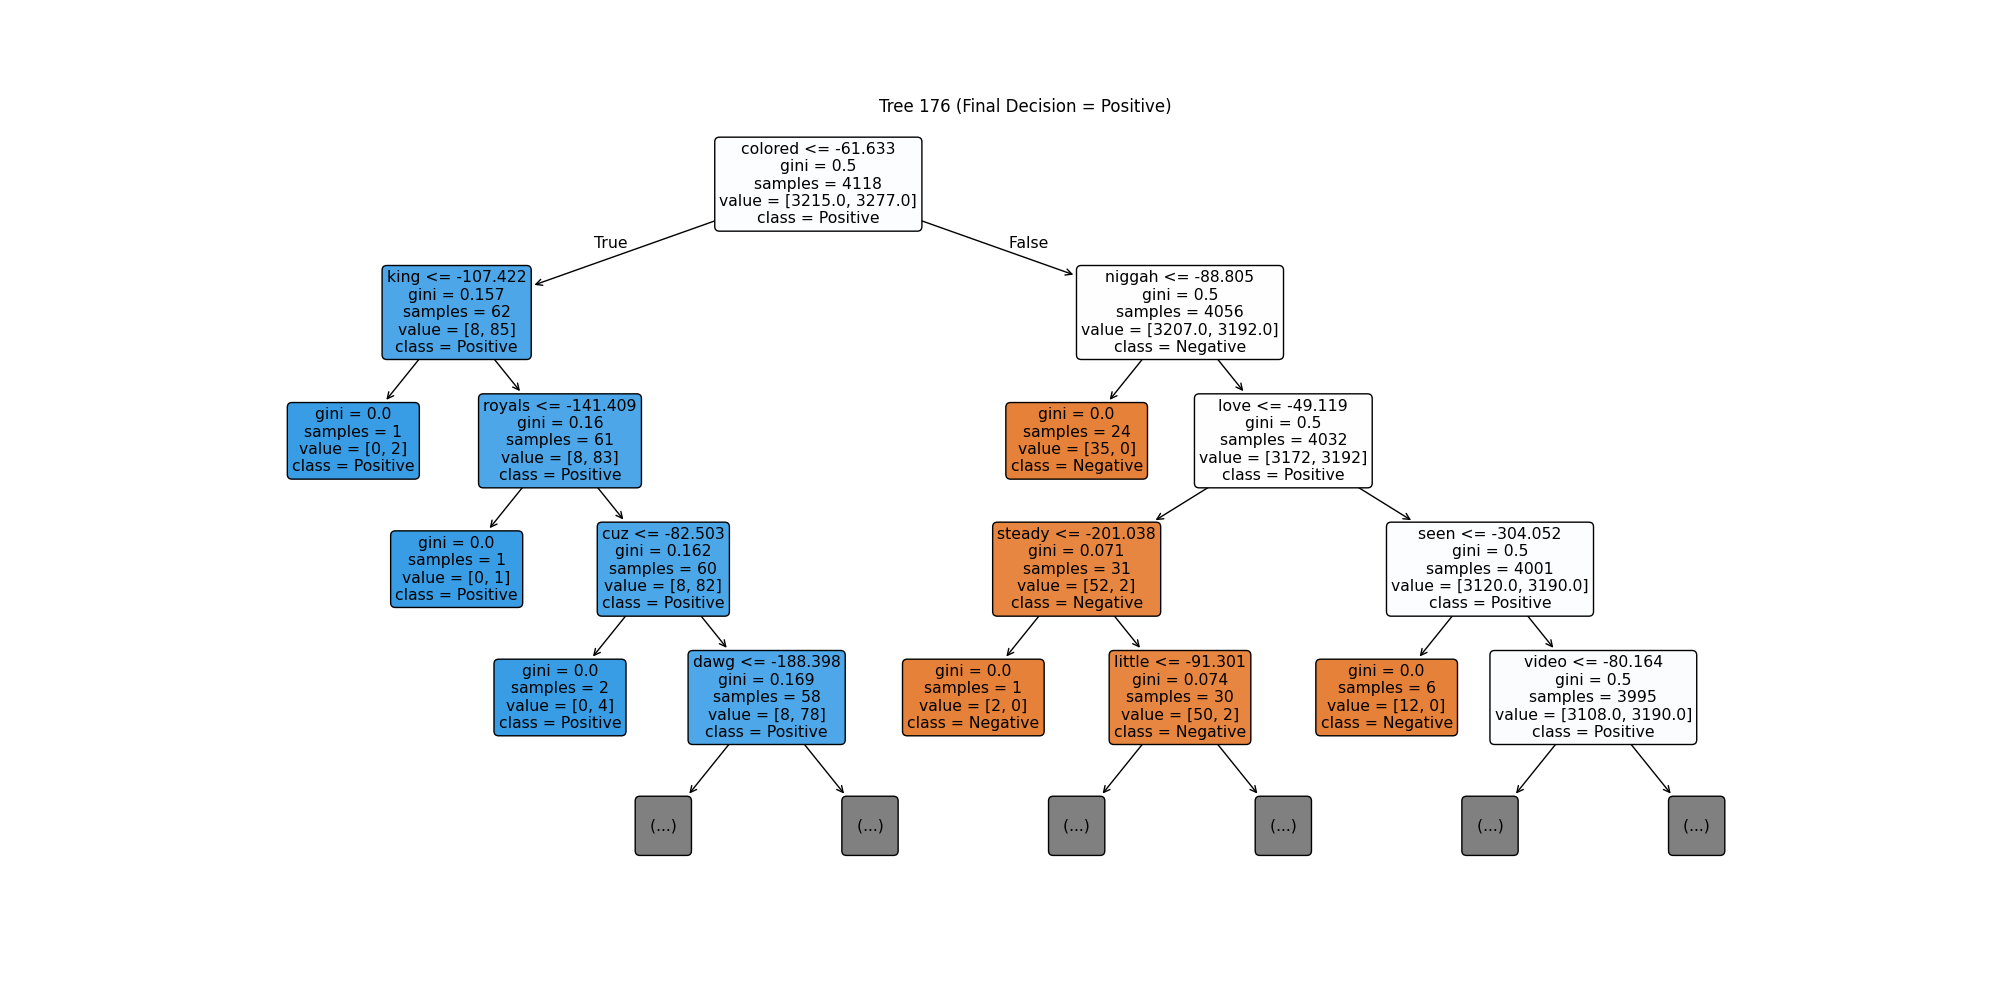 Tree 176 (Final Decision = Positive)
colored <= -61.633
gini = 0.5
samples = 4118
value = [3215.0, 3277.0]
class = Positive
True
False
king <= -107.422
gini = 0.157
samples = 62
value = [8, 85]
class = Positive
niggah <= -88.805
gini = 0.5
samples = 4056
value = [3207.0, 3192.0]
class = Negative
gini = 0.0
samples = 1
value = [0, 2]
class = Positive
royals <= -141.409
gini = 0.16
samples = 61
value = [8, 83]
class = Positive
gini = 0.0
samples = 24
value = [35, 0]
class = Negative
love <= -49.119
gini = 0.5
samples = 4032
value = [3172, 3192]
class = Positive
gini = 0.0
samples = 1
value = [0, 1]
class = Positive
cuz <= -82.503
gini = 0.162
samples = 60
value = [8, 82]
class = Positive
steady <= -201.038
gini = 0.071
samples = 31
value = [52, 2]
class = Negative
seen <= -304.052
gini = 0.5
samples = 4001
value = [3120.0, 3190.0]
class = Positive
gini = 0.0
samples = 2
value = [0, 4]
class = Positive
dawg <= -188.398
gini = 0.169
samples = 58
value = [8, 78]
class = Positive
gini = 0.0
samples = 1
value = [2, 0]
class = Negative
little <= -91.301
gini = 0.074
samples = 30
value = [50, 2]
class = Negative
gini = 0.0
samples = 6
value = [12, 0]
class = Negative
video <= -80.164
gini = 0.5
samples = 3995
value = [3108.0, 3190.0]
class = Positive
(...)
(...)
(...)
(...)
(...)
(...)